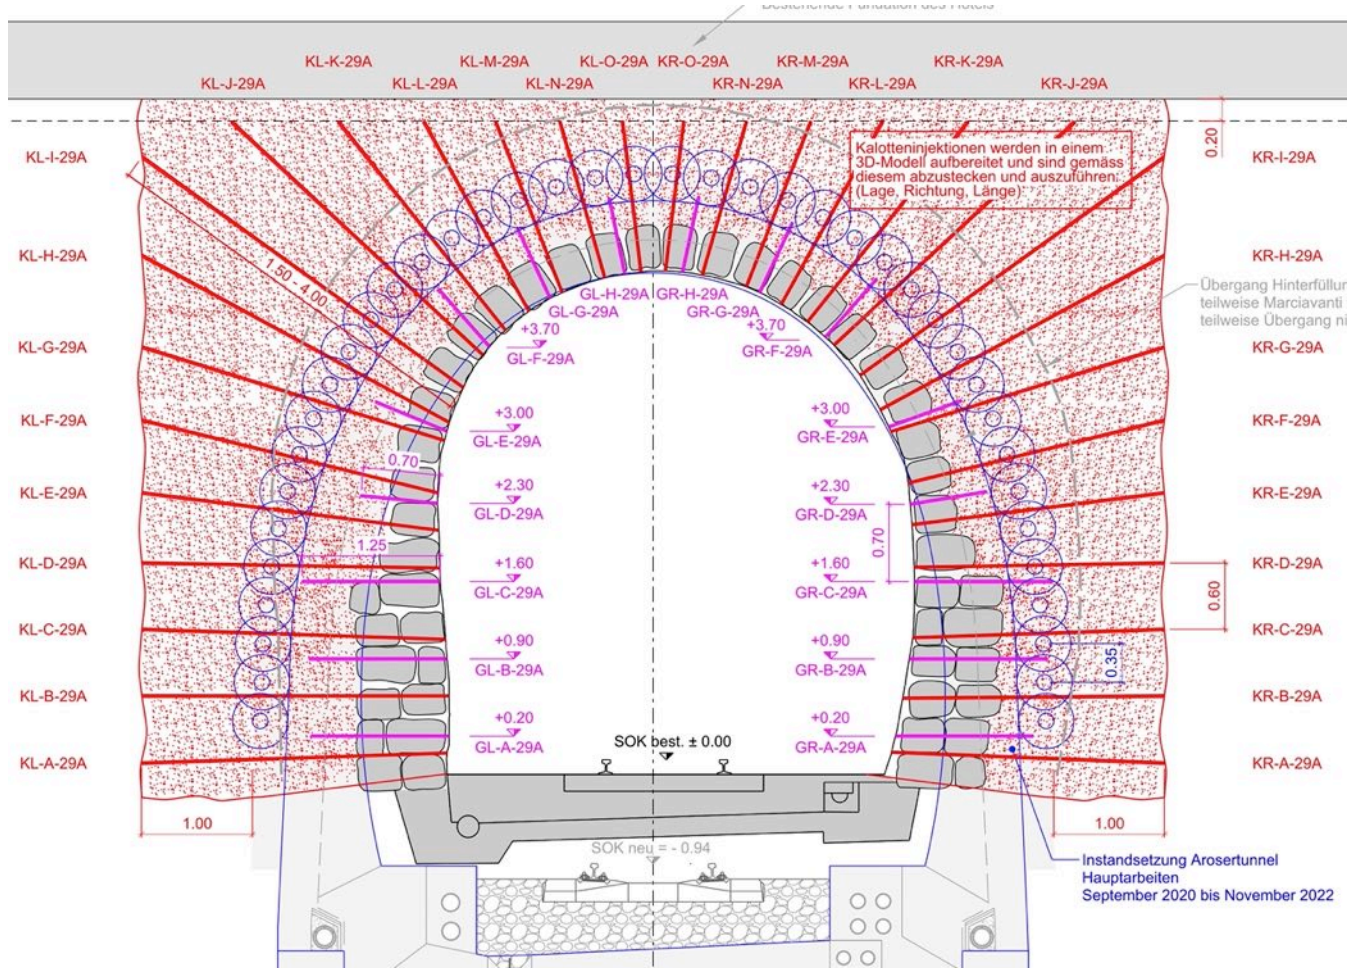 Bestehende Fundation des Hotels
KL-K-29A
KL-M-29A
KL-O-29A
KR-O-29A
KR-M-29A
KR-K-29A
KL-J-29A
KL-L-29A
KL-N-29A
KR-N-29A
KR-L-29A
KR-J-29A
0.20
Kalotteninjektionen werden in einem
3D-Modell aufbereitet und sind gemäss
diesem abzustecken und auszuführen.
(Lage, Richtung, Länge)
KL-I-29A
KR-I-29A
KL-H-29A
KR-H-29A
1.50 - 4.00
Übergang Hinterfüllun
teilweise Marciavanti
teilweise Übergang ni
GL-H-29A
GR-H-29A
GL-G-29A
GR-G-29A
+3.70
GL-F-29A
+3.70
GR-F-29A
KL-G-29A
KR-G-29A
KL-F-29A
+3.00
GL-E-29A
+3.00
GR-E-29A
KR-F-29A
0.70
KL-E-29A
+2.30
GL-D-29A
+2.30
GR-D-29A
KR-E-29A
1.25
0.70
KL-D-29A
+1.60
GL-C-29A
+1.60
GR-C-29A
KR-D-29A
0.60
KL-C-29A
+0.90
GL-B-29A
+0.90
GR-B-29A
KR-C-29A
0.35
KL-B-29A
+0.20
GL-A-29A
+0.20
GR-A-29A
KR-B-29A
SOK best. ± 0.00
KL-A-29A
KR-A-29A
1.00
1.00
SOK neu = - 0.94
Instandsetzung Arosertunnel
Hauptarbeiten
September 2020 bis November 2022